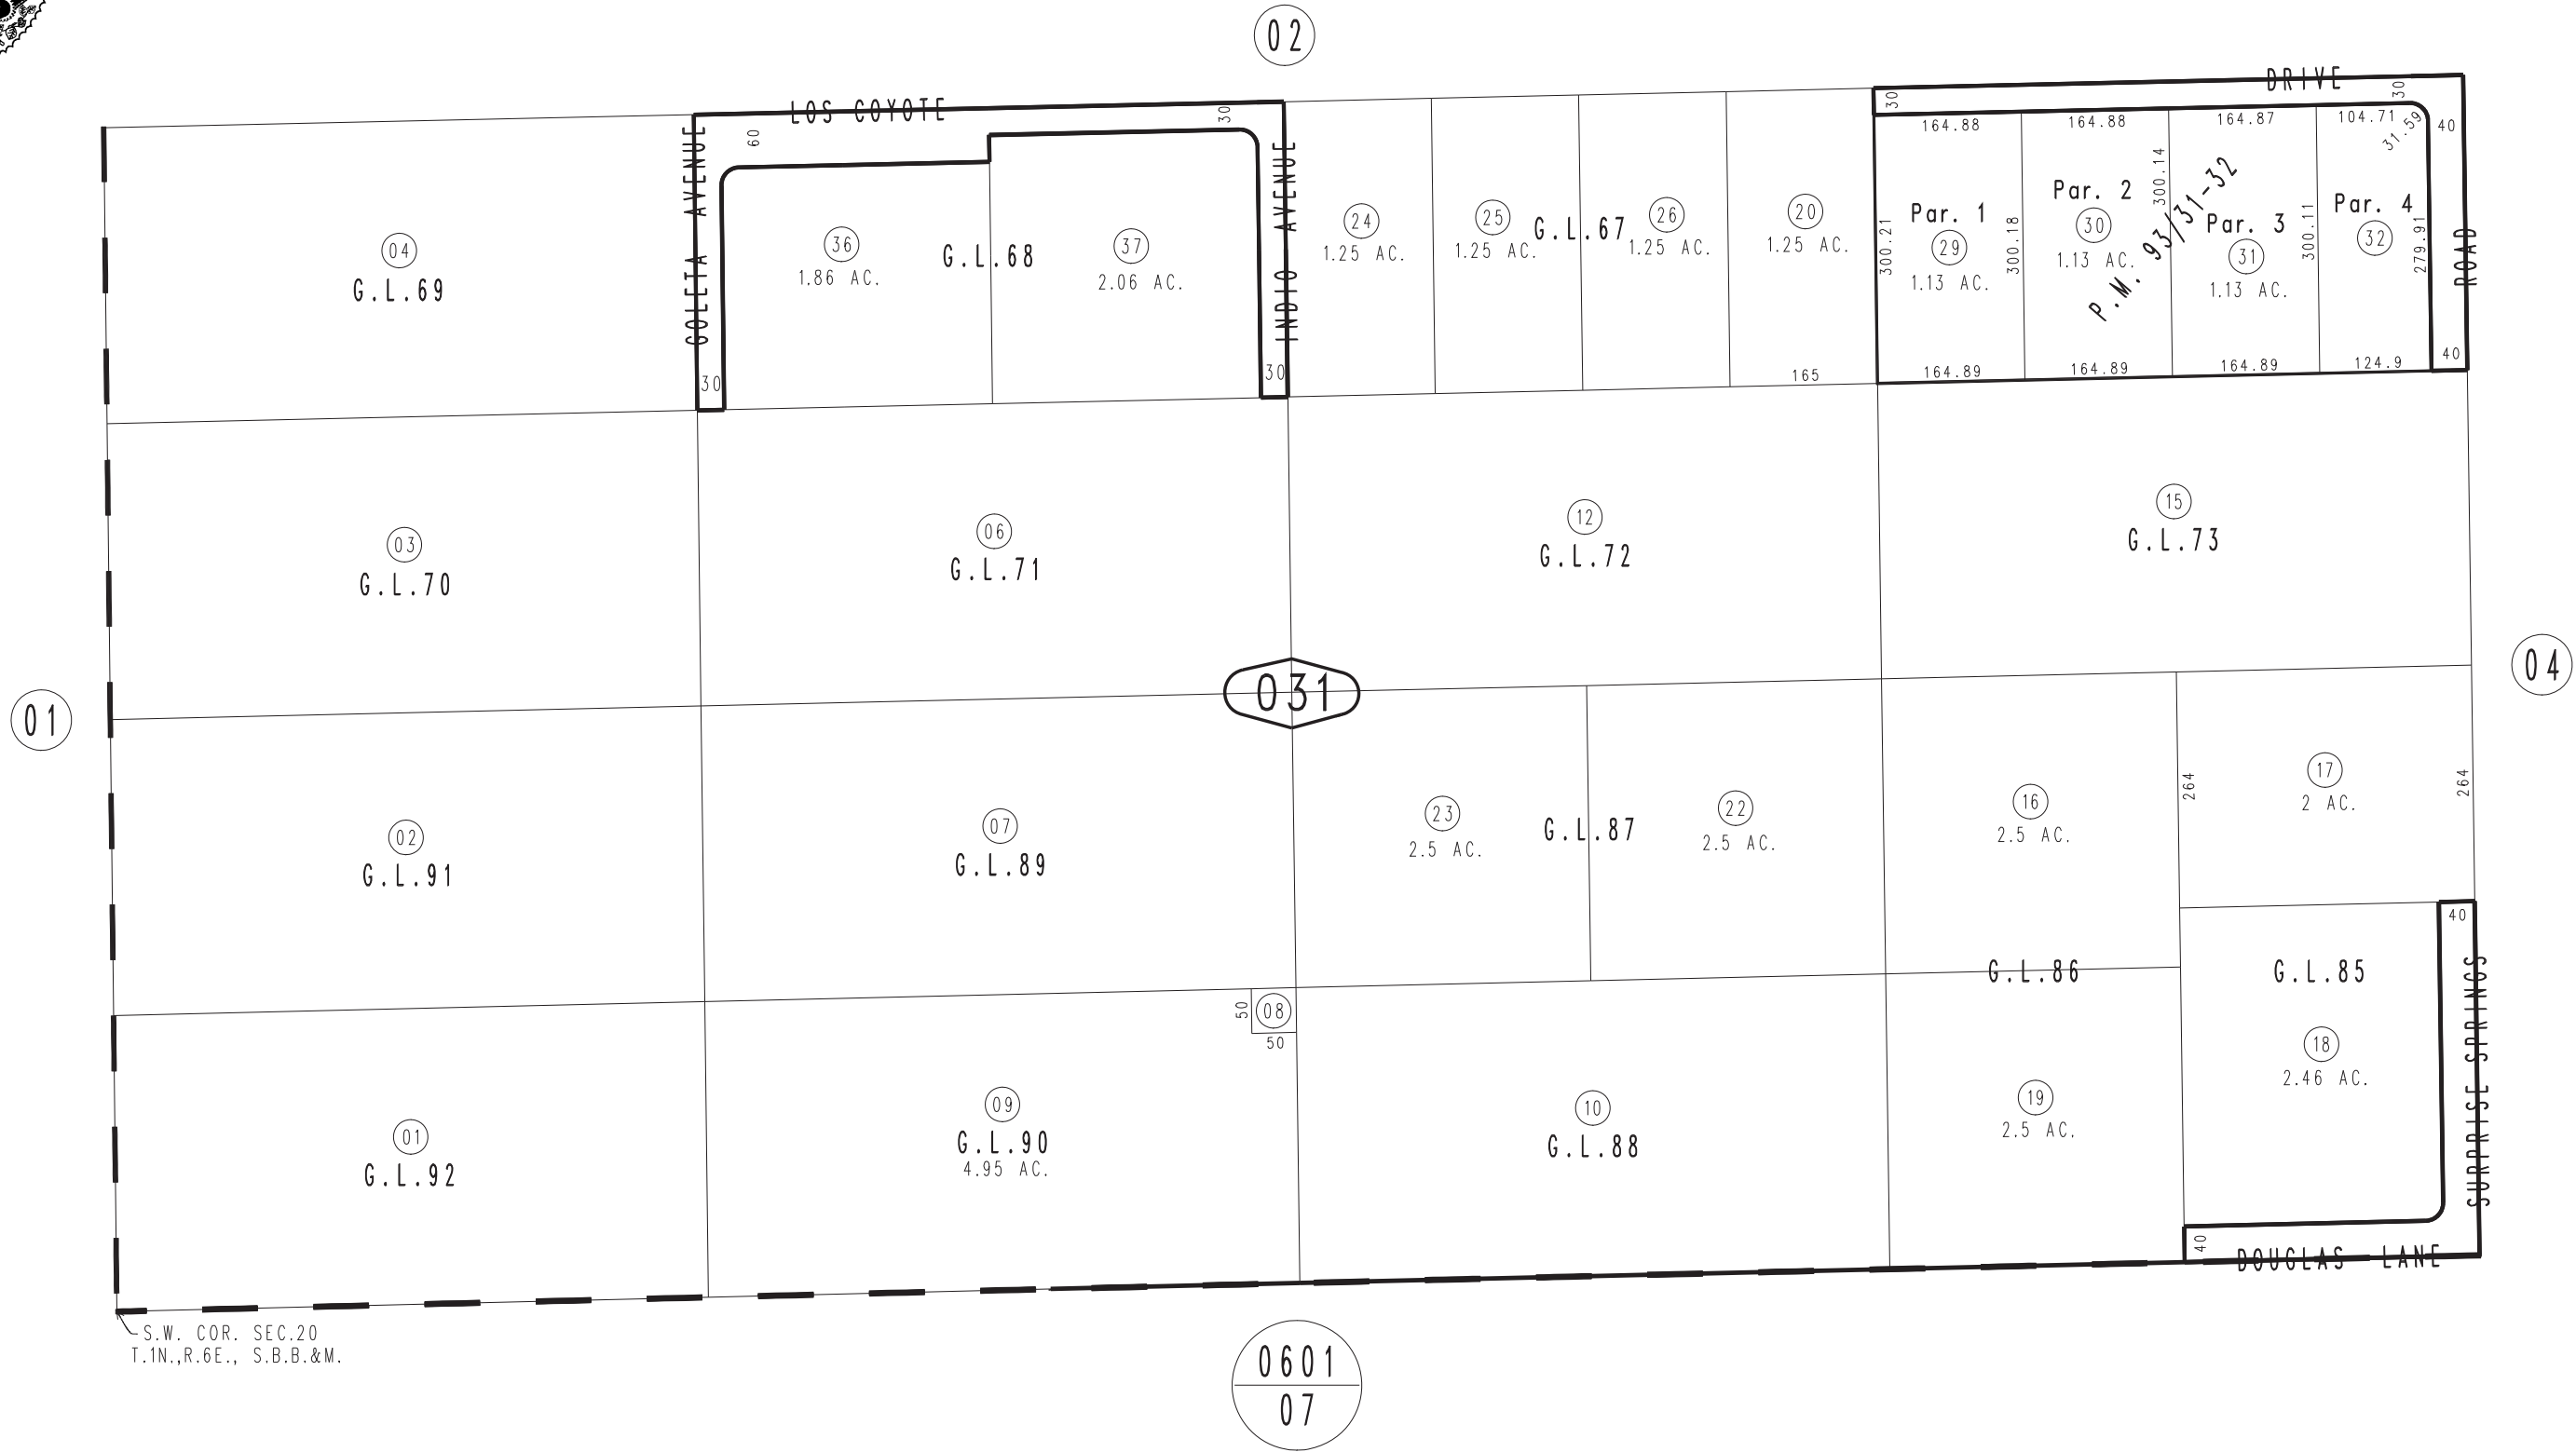 02
LOS COYOTE
DRIVE
60
30
30
30
164.88
164.88
164.87
104.71
31.59
40
GOLETA AVENUE
INDIO AVENUE
ROAD
04
G.L.69
36
1.86 AC.
G.L.68
37
2.06 AC.
24
1.25 AC.
25
1.25 AC.
G.L.67
26
1.25 AC.
20
1.25 AC.
165
300.21
Par. 1
29
1.13 AC.
300.18
Par. 2
30
1.13 AC.
300.14
P.M. 93/31-32
Par. 3
31
1.13 AC.
300.11
Par. 4
32
279.91
30
30
164.89
164.89
164.89
124.9
40
03
G.L.70
06
G.L.71
12
G.L.72
15
G.L.73
01
031
04
02
G.L.91
07
G.L.89
23
2.5 AC.
G.L.87
22
2.5 AC.
16
2.5 AC.
264
17
2 AC.
264
40
G.L.86
G.L.85
50
08
50
SURPRISE SPRINGS
01
G.L.92
09
G.L.90
4.95 AC.
10
G.L.88
19
2.5 AC.
18
2.46 AC.
40
DOUGLAS LANE
S.W. COR. SEC.20
T.1N.,R.6E., S.B.B.&M.
0601
07